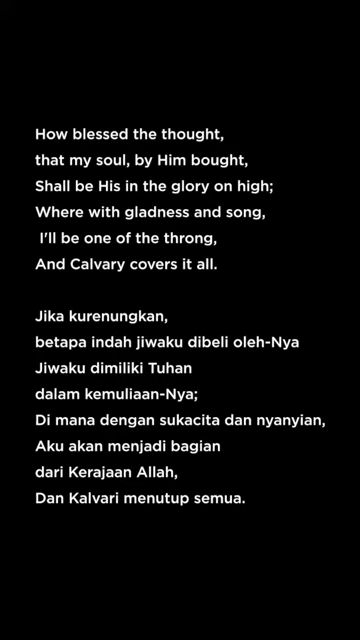 How blessed the thought,
that my soul, by Him bought,
Shall be His in the glory on high;
Where with gladness and song,
I'll be one of the throng,
And Calvary covers it all.
Jika kurenungkan,
betapa indah jiwaku dibeli oleh-Nya
Jiwaku dimiliki Tuhan
dalam kemuliaan-Nya;
Di mana dengan sukacita dan nyanyian,
Aku akan menjadi bagian
dari Kerajaan Allah,
Dan Kalvari menutup semua.